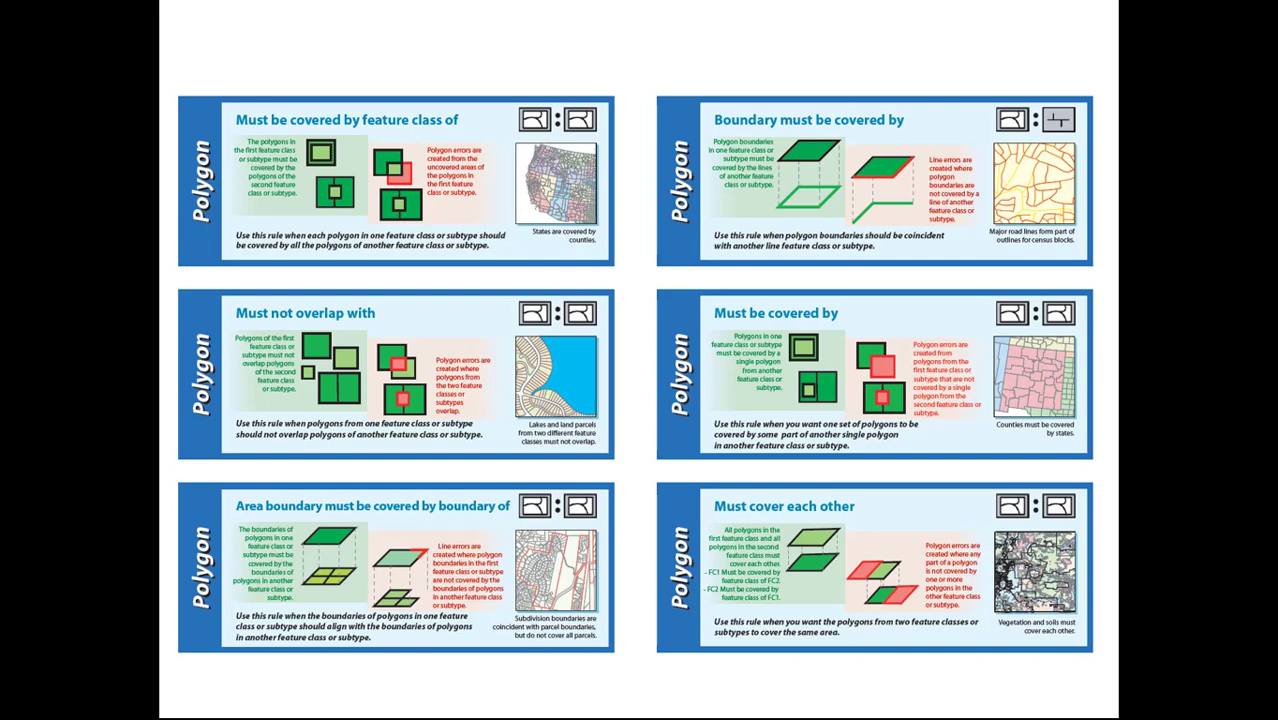 Polygon
Must be covered by feature class of
The polygons in
the first feature class
or subtype must be
covered by the
polygons of the
second feature
class or subtype.
Polygon errors are
created from the
uncovered areas of
the polygons in
the first feature
class or subtype.
States are covered by
counties.
Use this rule when each polygon in one feature class or subtype should
be covered by all the polygons of another feature class or subtype.
Polygon
Boundary must be covered by
Polygon boundaries
in one feature class or
subtype must be
covered by the lines
of another feature
class or subtype.
Line errors are
created where
polygon
boundaries are
not covered by a
line of another
feature class or
subtype.
Major road lines form part of
outlines for census blocks.
Use this rule when polygon boundaries should be coincident
with another line feature class or subtype.
Polygon
Must not overlap with
Polygons of the first
feature class or
subtype must not
overlap polygons
of the second
feature class
or subtype.
Polygon errors are
created where
polygons from
the two feature
classes or
subtypes
overlap.
Lakes and land parcels
from two different feature
classes must not overlap.
Use this rule when polygons from one feature class or subtype
should not overlap polygons of another feature class or subtype.
Polygon
Must be covered by
Polygons in one
feature class or subtype
must be covered by a
single polygon
from another
feature class or
subtype.
Polygon errors are
created from
polygons from the
first feature class or
subtype that are not
covered by a single
polygon from the
second feature class or
subtype.
Counties must be covered
by states.
Use this rule when you want one set of polygons to be
covered by some part of another single polygon
in another feature class or subtype.
Polygon
Area boundary must be covered by boundary of
The boundaries of
polygons in one
feature class or
subtype must be
covered by the
boundaries of
polygons in another
feature class or
subtype.
Line errors are
created where polygon
boundaries in the first
feature class or subtype
are not covered by the
boundaries of polygons
in another feature class
or subtype.
Subdivision boundaries are
coincident with parcel boundaries,
but do not cover all parcels.
Use this rule when the boundaries of polygons in one feature
class or subtype should align with the boundaries of polygons
in another feature class or subtype.
Polygon
Must cover each other
All polygons in the
first feature class and all
polygons in the second
feature class must
cover each other.
- FC1 Must be covered by
feature class of FC2.
- FC2 Must be covered by
feature class of FC1.
Polygon errors are
created where any
part of a polygon
is not covered by
one or more
polygons in the
other feature class
or subtype.
Vegetation and soils must
cover each other.
Use this rule when you want the polygons from two feature classes or
subtypes to cover the same area.